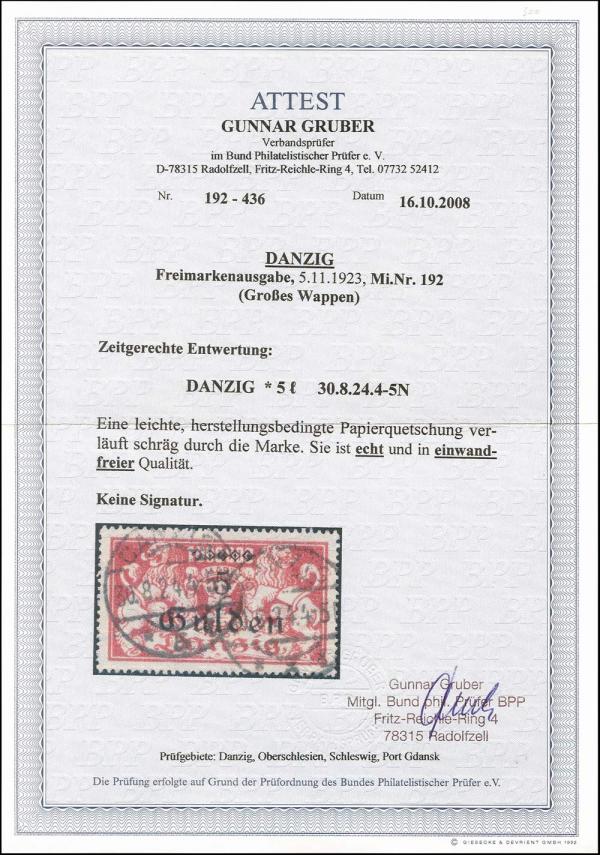 ATTEST
GUNNAR GRUBER
Verbandsprüfer
im Bund Philatelistischer Prüfer e. V.
D-78315 Radolfzell, Fritz-Reichle-Ring 4, Tel. 07732 52412
Nr. 192 - 436 Datum 16.10.2008
DANZIG
Freimarkenausgabe, 5.11.1923, Mi.Nr. 192
(Großes Wappen)
Zeitgerechte Entwertung:
DANZIG * 5 ℓ 30.8.24.4-5N
Eine leichte, herstellungsbedingte Papierquetschung ver-
läuft schräg durch die Marke. Sie ist echt und in einwand-
freier Qualität.
Keine Signatur.
5
Gulden
Gunnar Gruber
Mitgl. Bund phil. Prüfer BPP
Fritz-Reichle-Ring 4
78315 Radolfzell
Prüfgebiete: Danzig, Oberschlesien, Schleswig, Port Gdansk
Die Prüfung erfolgte auf Grund der Prüfordnung des Bundes Philatelistischer Prüfer e.V.
© GIESECKE & DEVRIENT GMBH 1992